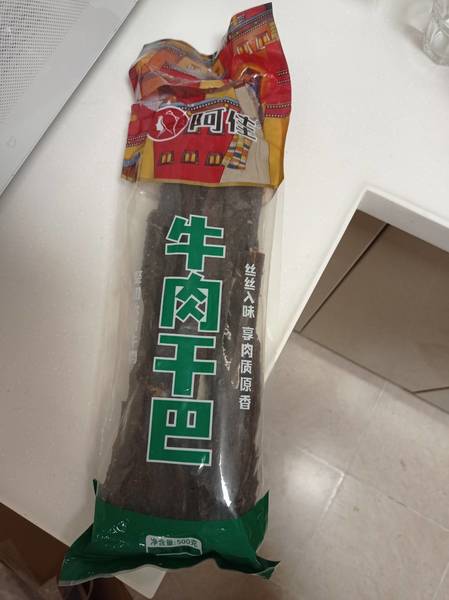 阿佳
牛肉干巴
丝丝入味 享肉质原香
净含量:500克